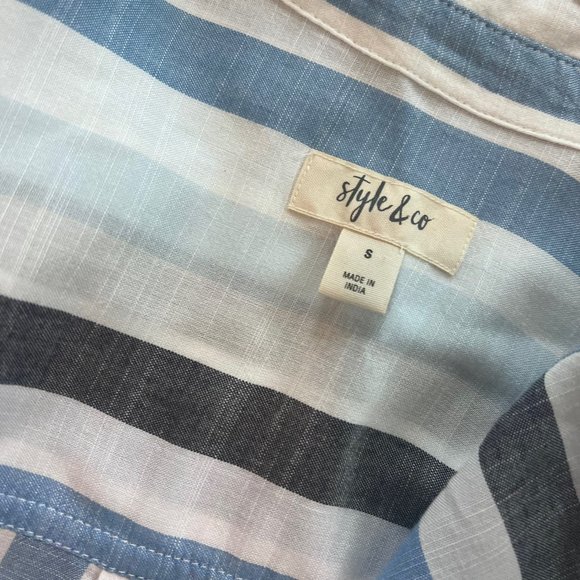 style & co
S
MADE IN
INDIA